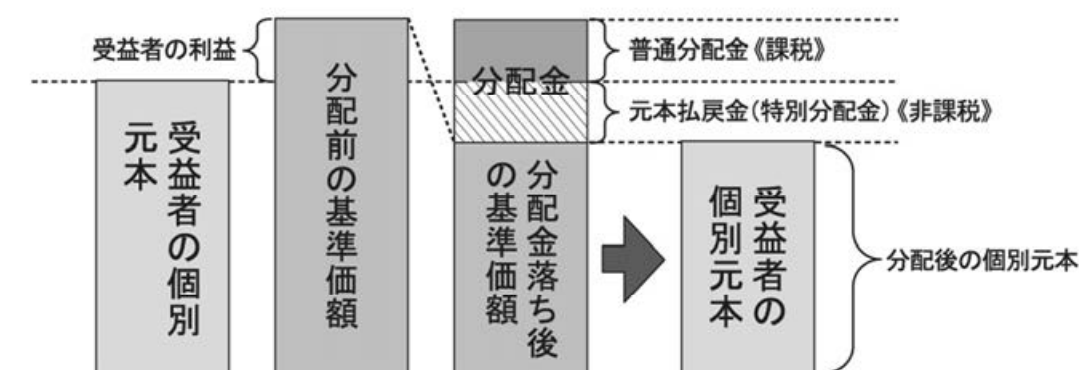 受益者の利益
受益者の個別
元本
分配前の基準価額
分配金
分配金落ち後
の基準価額
普通分配金《課税》
元本払戻金(特別分配金)《非課税》
受益者の
個別元本
分配後の個別元本